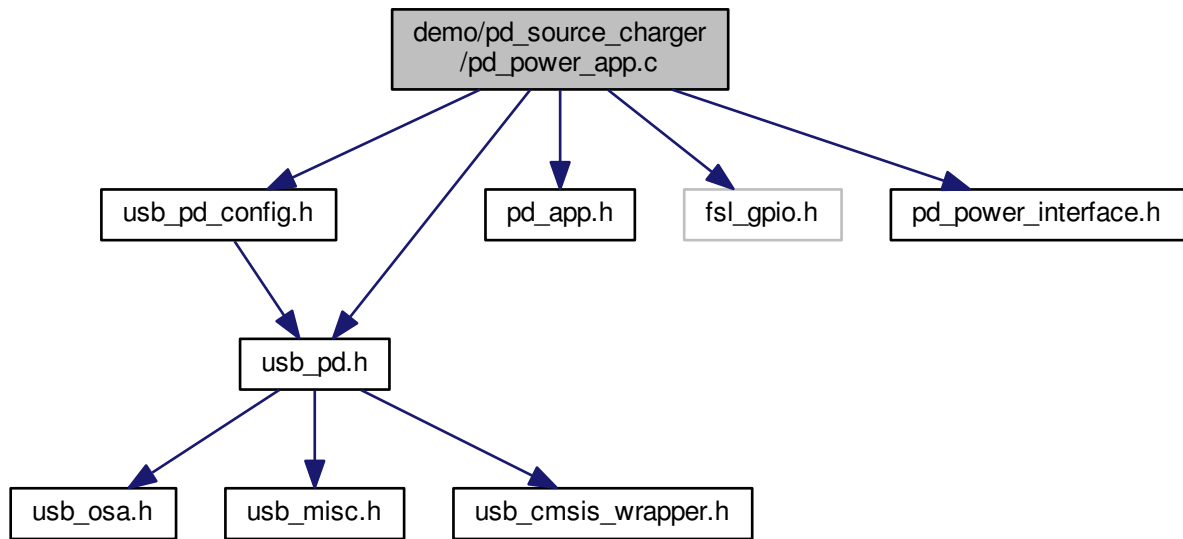 demo/pd_source_charger
/pd_power_app.c
usb_pd_config.h
pd_app.h
fsl_gpio.h
pd_power_interface.h
usb_pd.h
usb_osa.h
usb_misc.h
usb_cmsis_wrapper.h